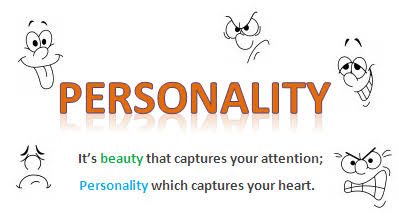 PERSONALITY
It's beauty that captures your attention;
Personality which captures your heart.